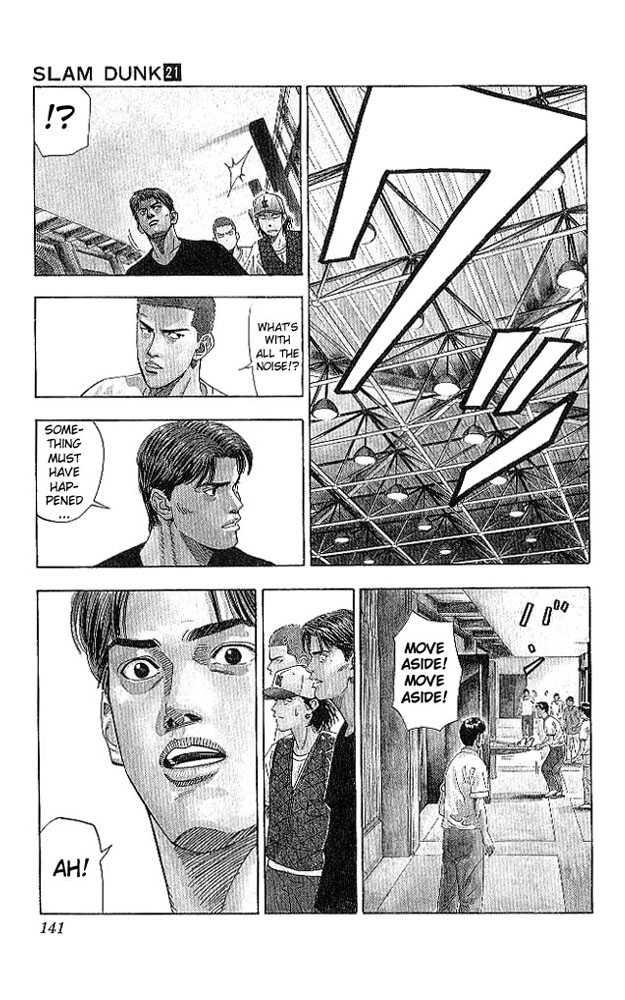 SLAM DUNK 21
ワ
!?
WHAT'S
WITH
ALL THE
NOISE!?
SOME-
THING
MUST
HAVE
HAP-
PENED
...
MOVE
ASIDE!
MOVE
ASIDE!
AH!
141